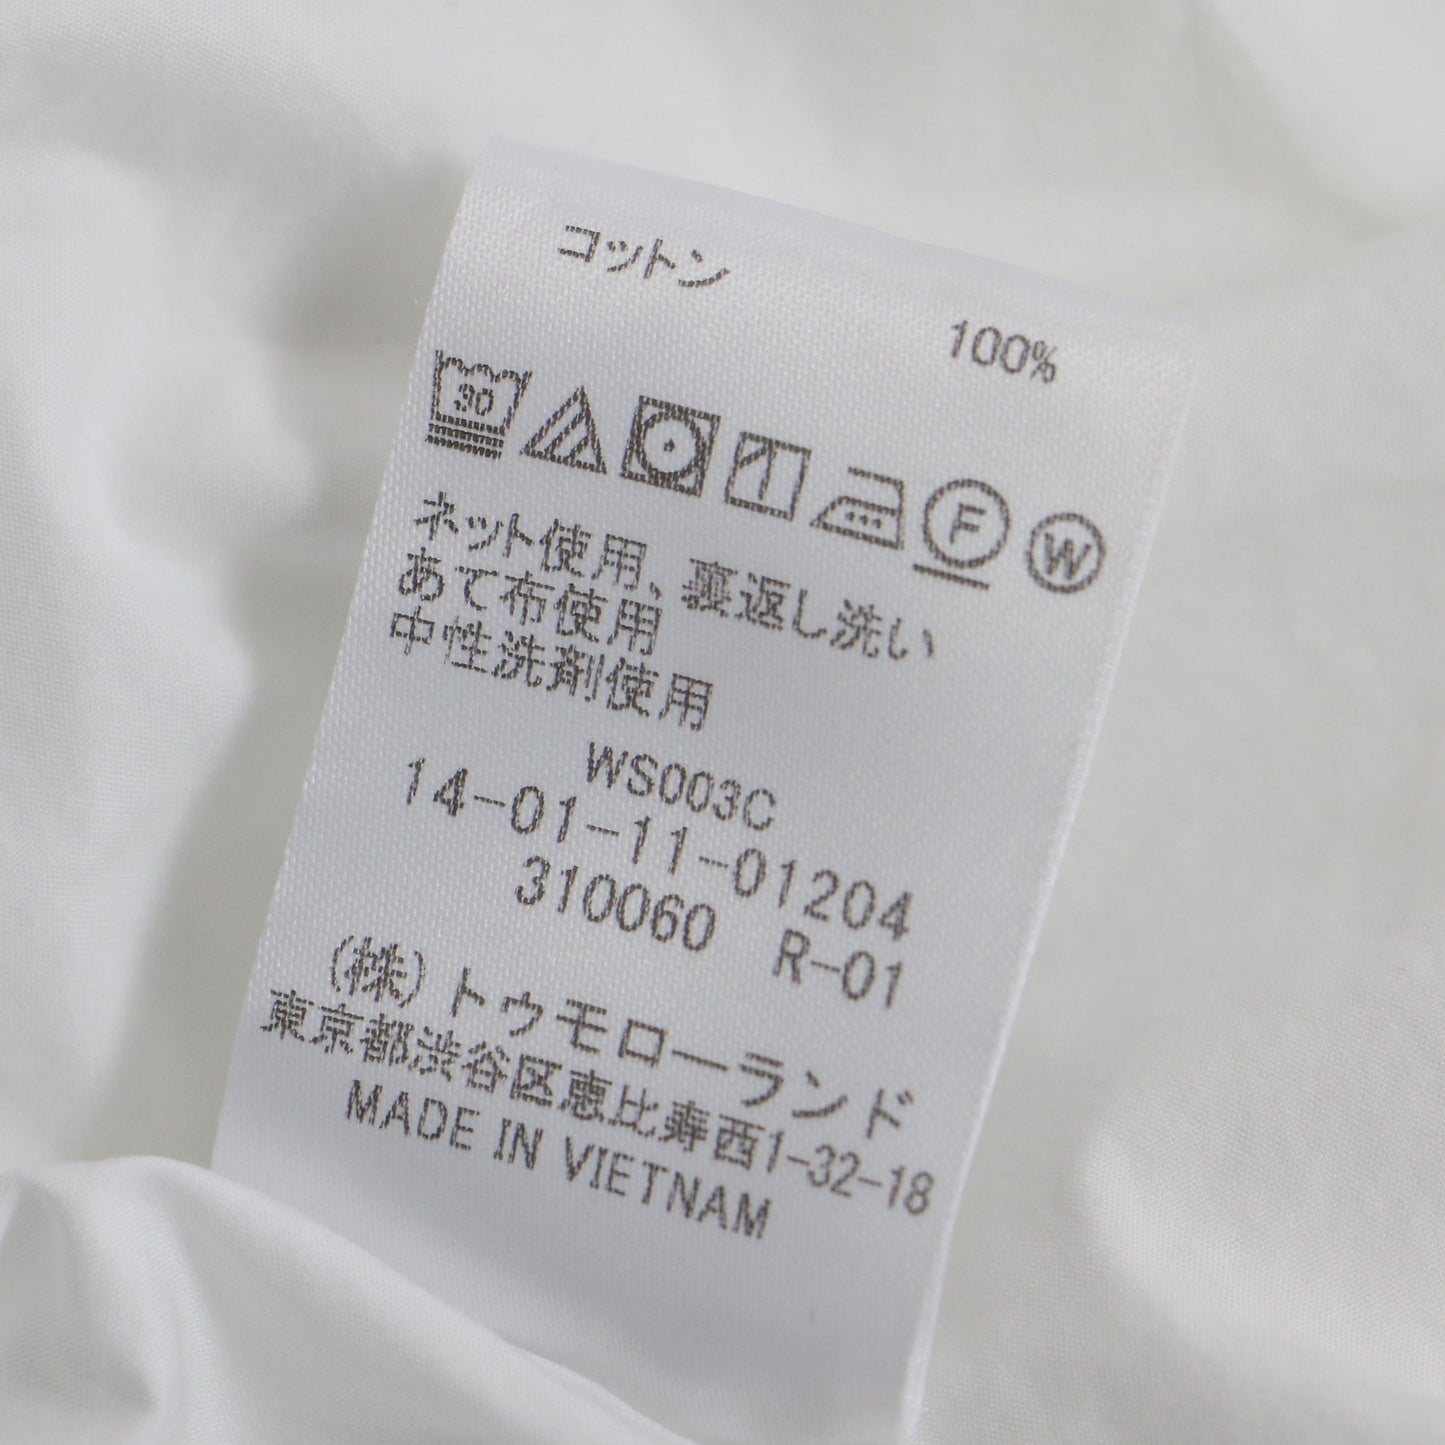 コットン 100%
30
F W
ネット使用、裏返し洗い
あて布使用
中性洗剤使用
WS003C
14-01-11-01204
310060 R-01
(株)トゥモローランド
東京都渋谷区恵比寿西1-32-18
MADE IN VIETNAM